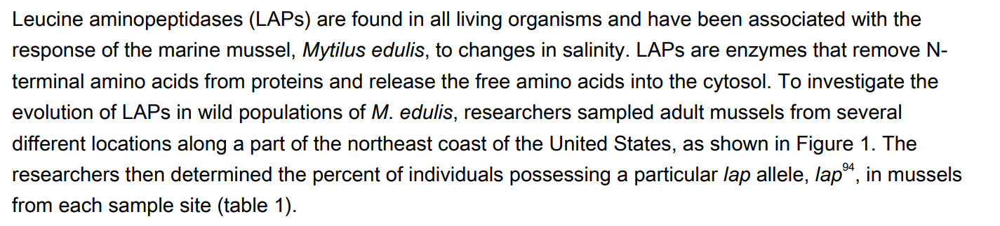 Leucine aminopeptidases (LAPs) are found in all living organisms and have been associated with the
response of the marine mussel, Mytilus edulis, to changes in salinity. LAPs are enzymes that remove N-
terminal amino acids from proteins and release the free amino acids into the cytosol. To investigate the
evolution of LAPs in wild populations of M. edulis, researchers sampled adult mussels from several
different locations along a part of the northeast coast of the United States, as shown in Figure 1. The
researchers then determined the percent of individuals possessing a particular lap allele, lap⁹⁴, in mussels
from each sample site (table 1).